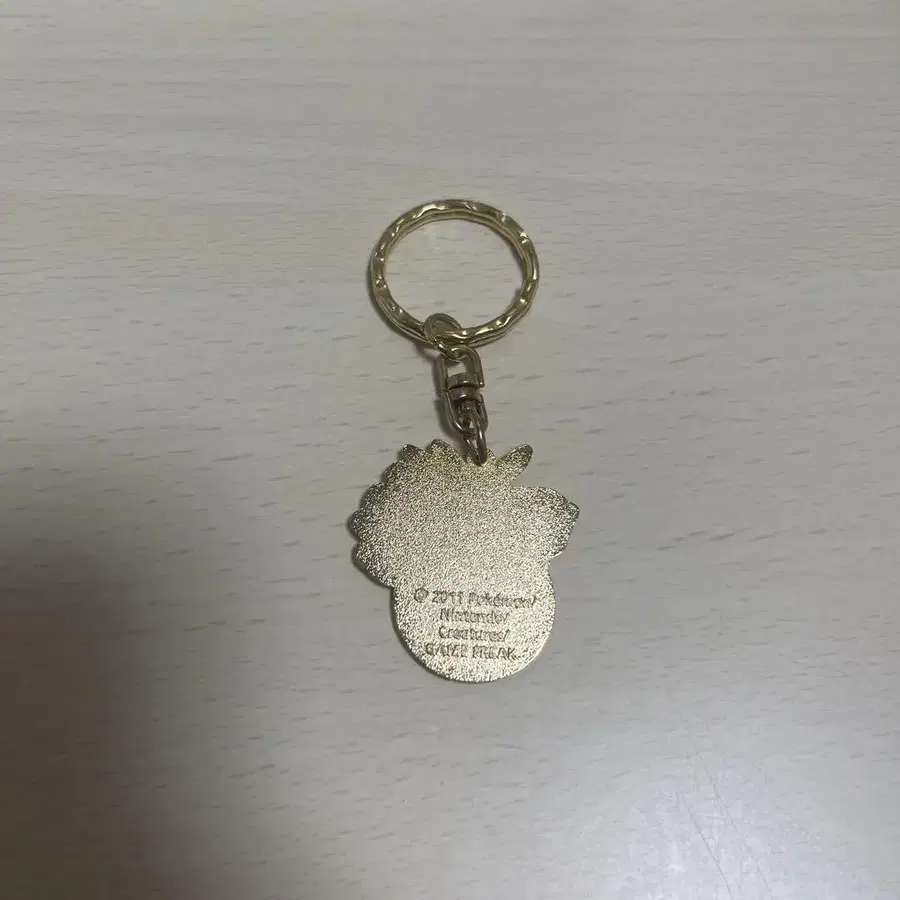 © 2011 Pokémon/
Nintendo/
Creatures/
GAME FREAK.